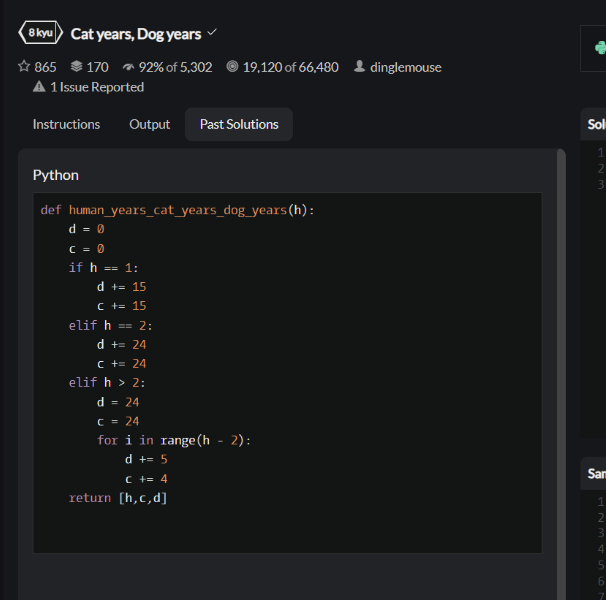 8 kyu Cat years, Dog years
865 170 92% of 5,302 19,120 of 66,480 dinglemouse
1 Issue Reported
Instructions Output Past Solutions
Python
def human_years_cat_years_dog_years(h):
    d = 0
    c = 0
    if h == 1:
        d += 15
        c += 15
    elif h == 2:
        d += 24
        c += 24
    elif h > 2:
        d = 24
        c = 24
        for i in range(h - 2):
            d += 5
            c += 4
    return [h,c,d]
1
2
3
1
2
3
4
5
6